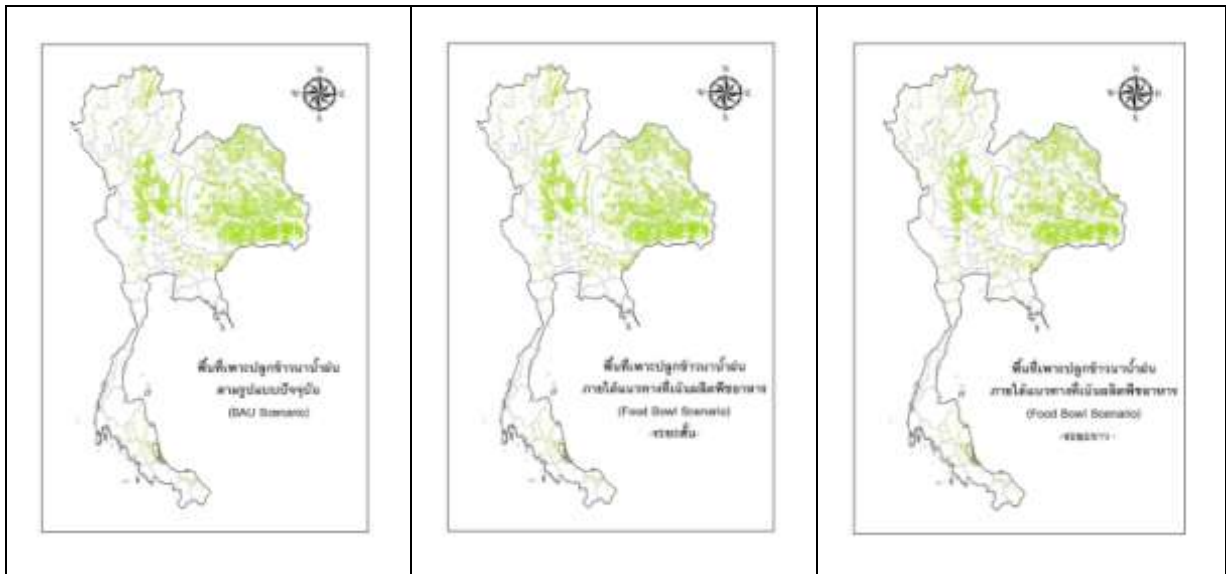 N
S
พื้นที่เพาะปลูกข้าวนาน้ำฝน
ตามรูปแบบปัจจุบัน
(BAU Scenario)
N
S
พื้นที่เพาะปลูกข้าวนาน้ำฝน
ภายใต้แนวทางที่เน้นผลิตพืชอาหาร
(Food Bowl Scenario)
-ระยะสั้น-
N
S
พื้นที่เพาะปลูกข้าวนาน้ำฝน
ภายใต้แนวทางที่เน้นผลิตพืชอาหาร
(Food Bowl Scenario)
-ระยะยาว-